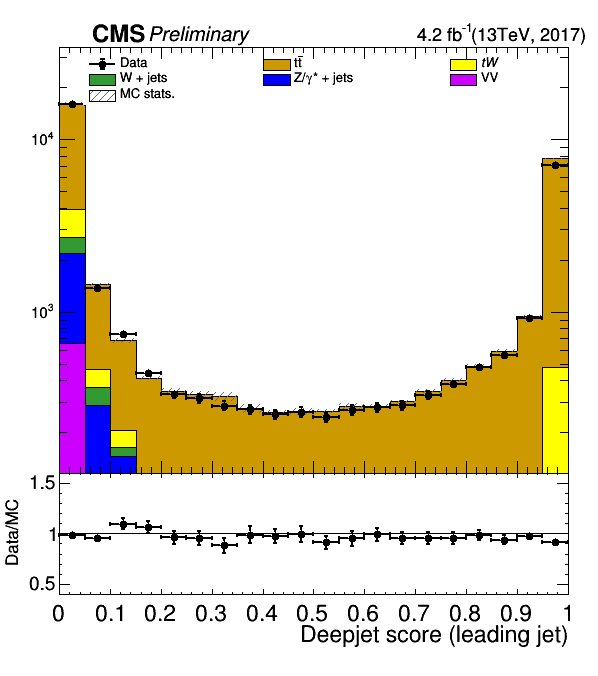 CMS Preliminary 4.2 fb⁻¹(13TeV, 2017)
Data tt̄ tW
W + jets Z/γ* + jets VV
MC stats.
10⁴
10³
1.5
1
0.5
Data/MC
0 0.1 0.2 0.3 0.4 0.5 0.6 0.7 0.8 0.9 1
Deepjet score (leading jet)